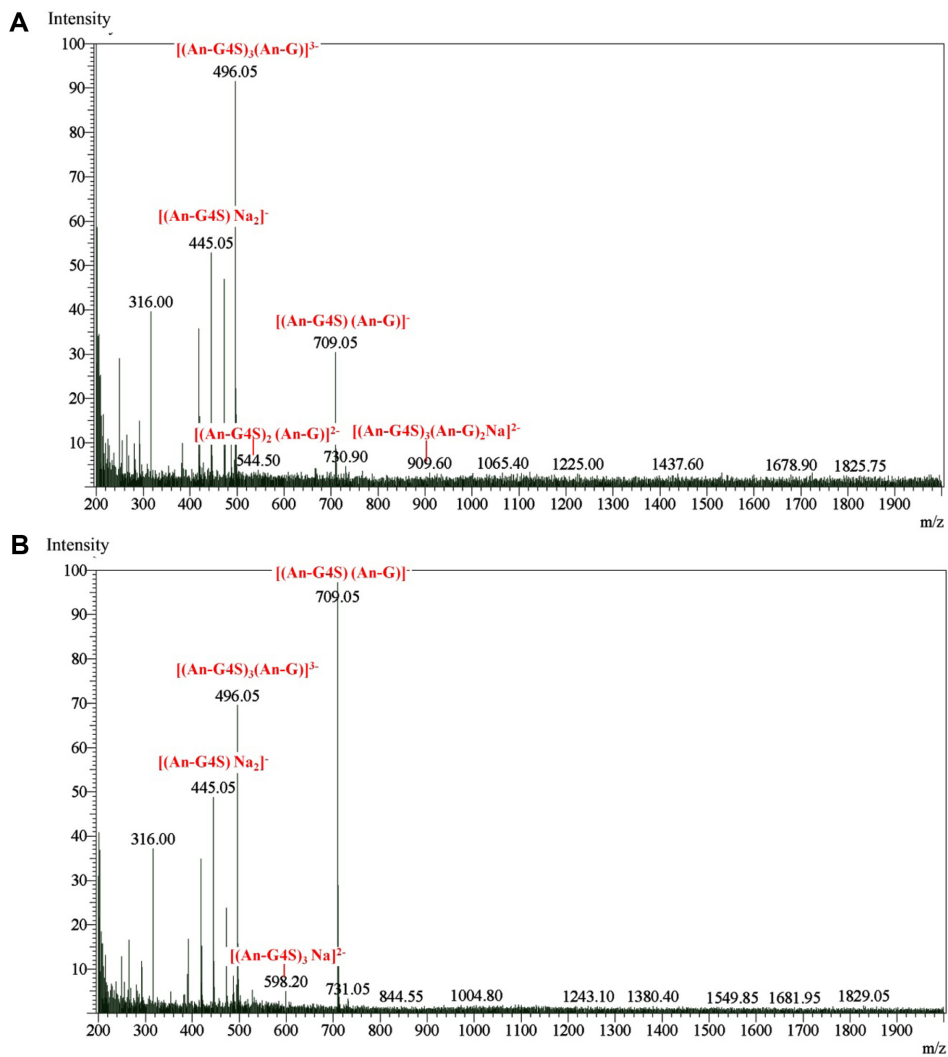 A
Intensity
[(An-G4S)₃(An-G)]³⁻
496.05
[(An-G4S) Na₂]⁻
445.05
316.00
[(An-G4S) (An-G)]⁻
709.05
[(An-G4S)₂ (An-G)]²⁻
[(An-G4S)₃(An-G)₂Na]²⁻
544.50
730.90
909.60
1065.40
1225.00
1437.60
1678.90
1825.75
100
90
80
70
60
50
40
30
20
10
200 300 400 500 600 700 800 900 1000 1100 1200 1300 1400 1500 1600 1700 1800 1900
m/z
B
Intensity
[(An-G4S) (An-G)]⁻
709.05
[(An-G4S)₃(An-G)]³⁻
496.05
[(An-G4S) Na₂]⁻
445.05
316.00
[(An-G4S)₃ Na]²⁻
598.20
731.05
844.55
1004.80
1243.10
1380.40
1549.85
1681.95
1829.05
100
90
80
70
60
50
40
30
20
10
200 300 400 500 600 700 800 900 1000 1100 1200 1300 1400 1500 1600 1700 1800 1900
m/z